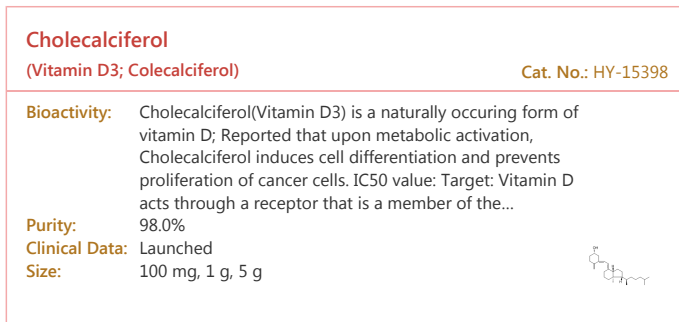 Cholecalciferol
(Vitamin D3; Colecalciferol)
Cat. No.: HY-15398
Bioactivity: Cholecalciferol(Vitamin D3) is a naturally occuring form of
vitamin D; Reported that upon metabolic activation,
Cholecalciferol induces cell differentiation and prevents
proliferation of cancer cells. IC50 value: Target: Vitamin D
acts through a receptor that is a member of the...
Purity: 98.0%
Clinical Data: Launched
Size: 100 mg, 1 g, 5 g
OH